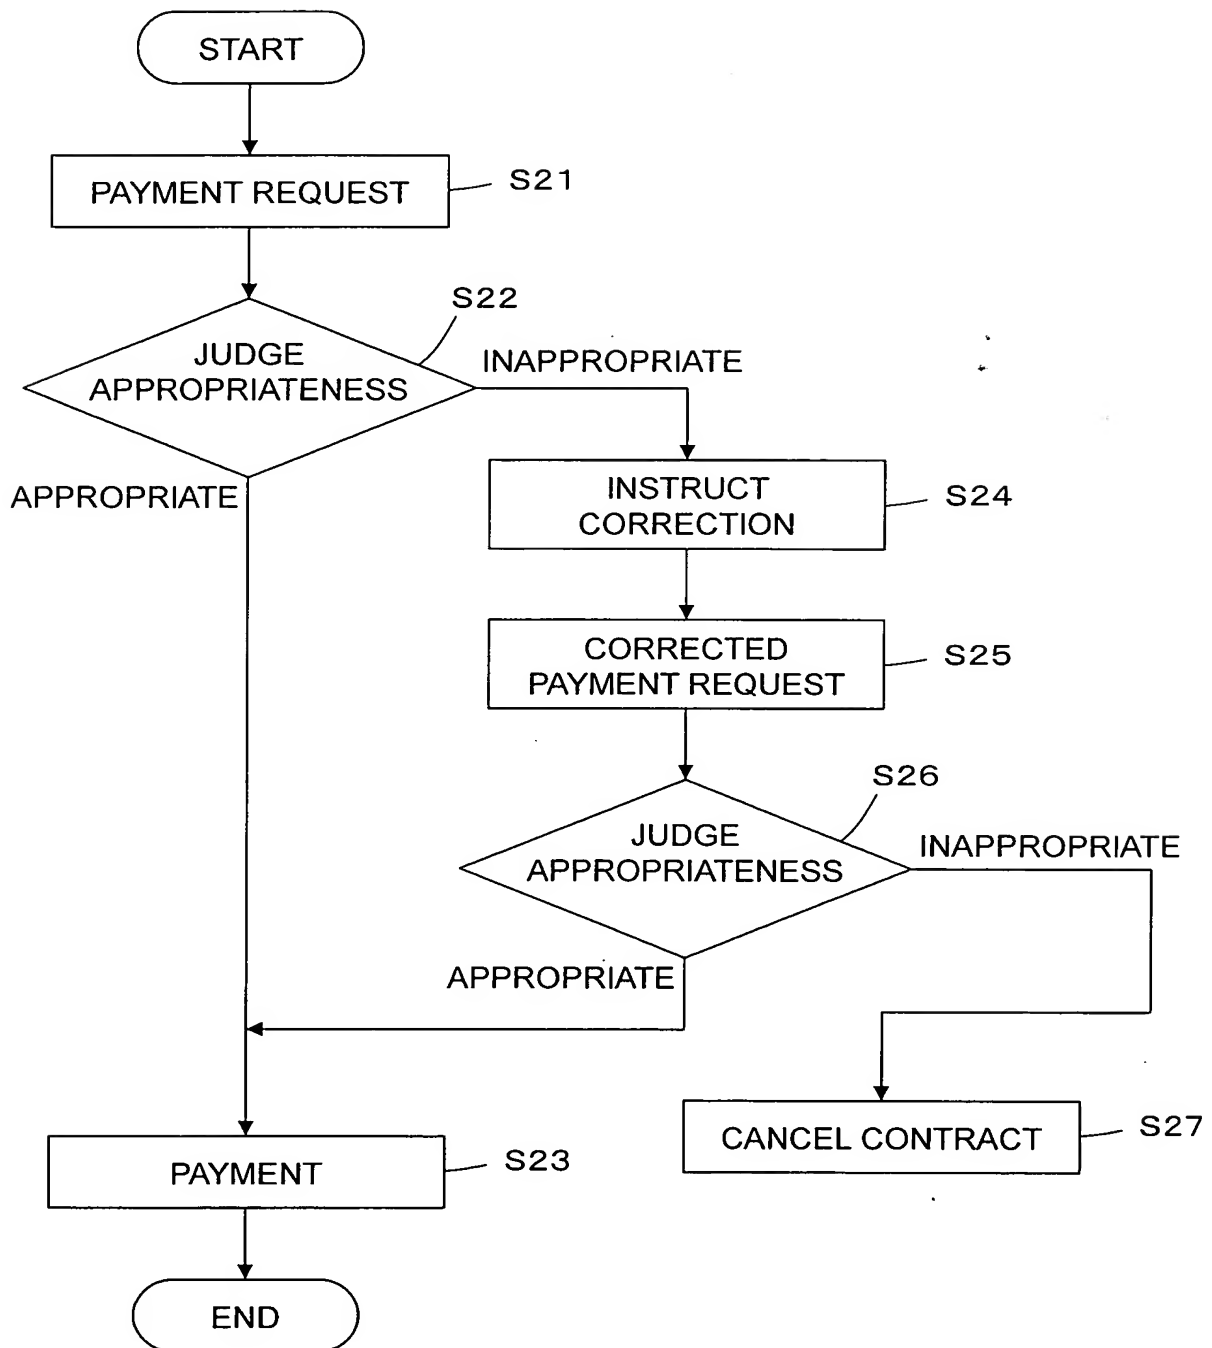 START
PAYMENT REQUEST
S21
S22
JUDGE
APPROPRIATENESS
INAPPROPRIATE
APPROPRIATE
INSTRUCT
CORRECTION
S24
CORRECTED
PAYMENT REQUEST
S25
S26
JUDGE
APPROPRIATENESS
INAPPROPRIATE
APPROPRIATE
CANCEL CONTRACT
S27
PAYMENT
S23
END